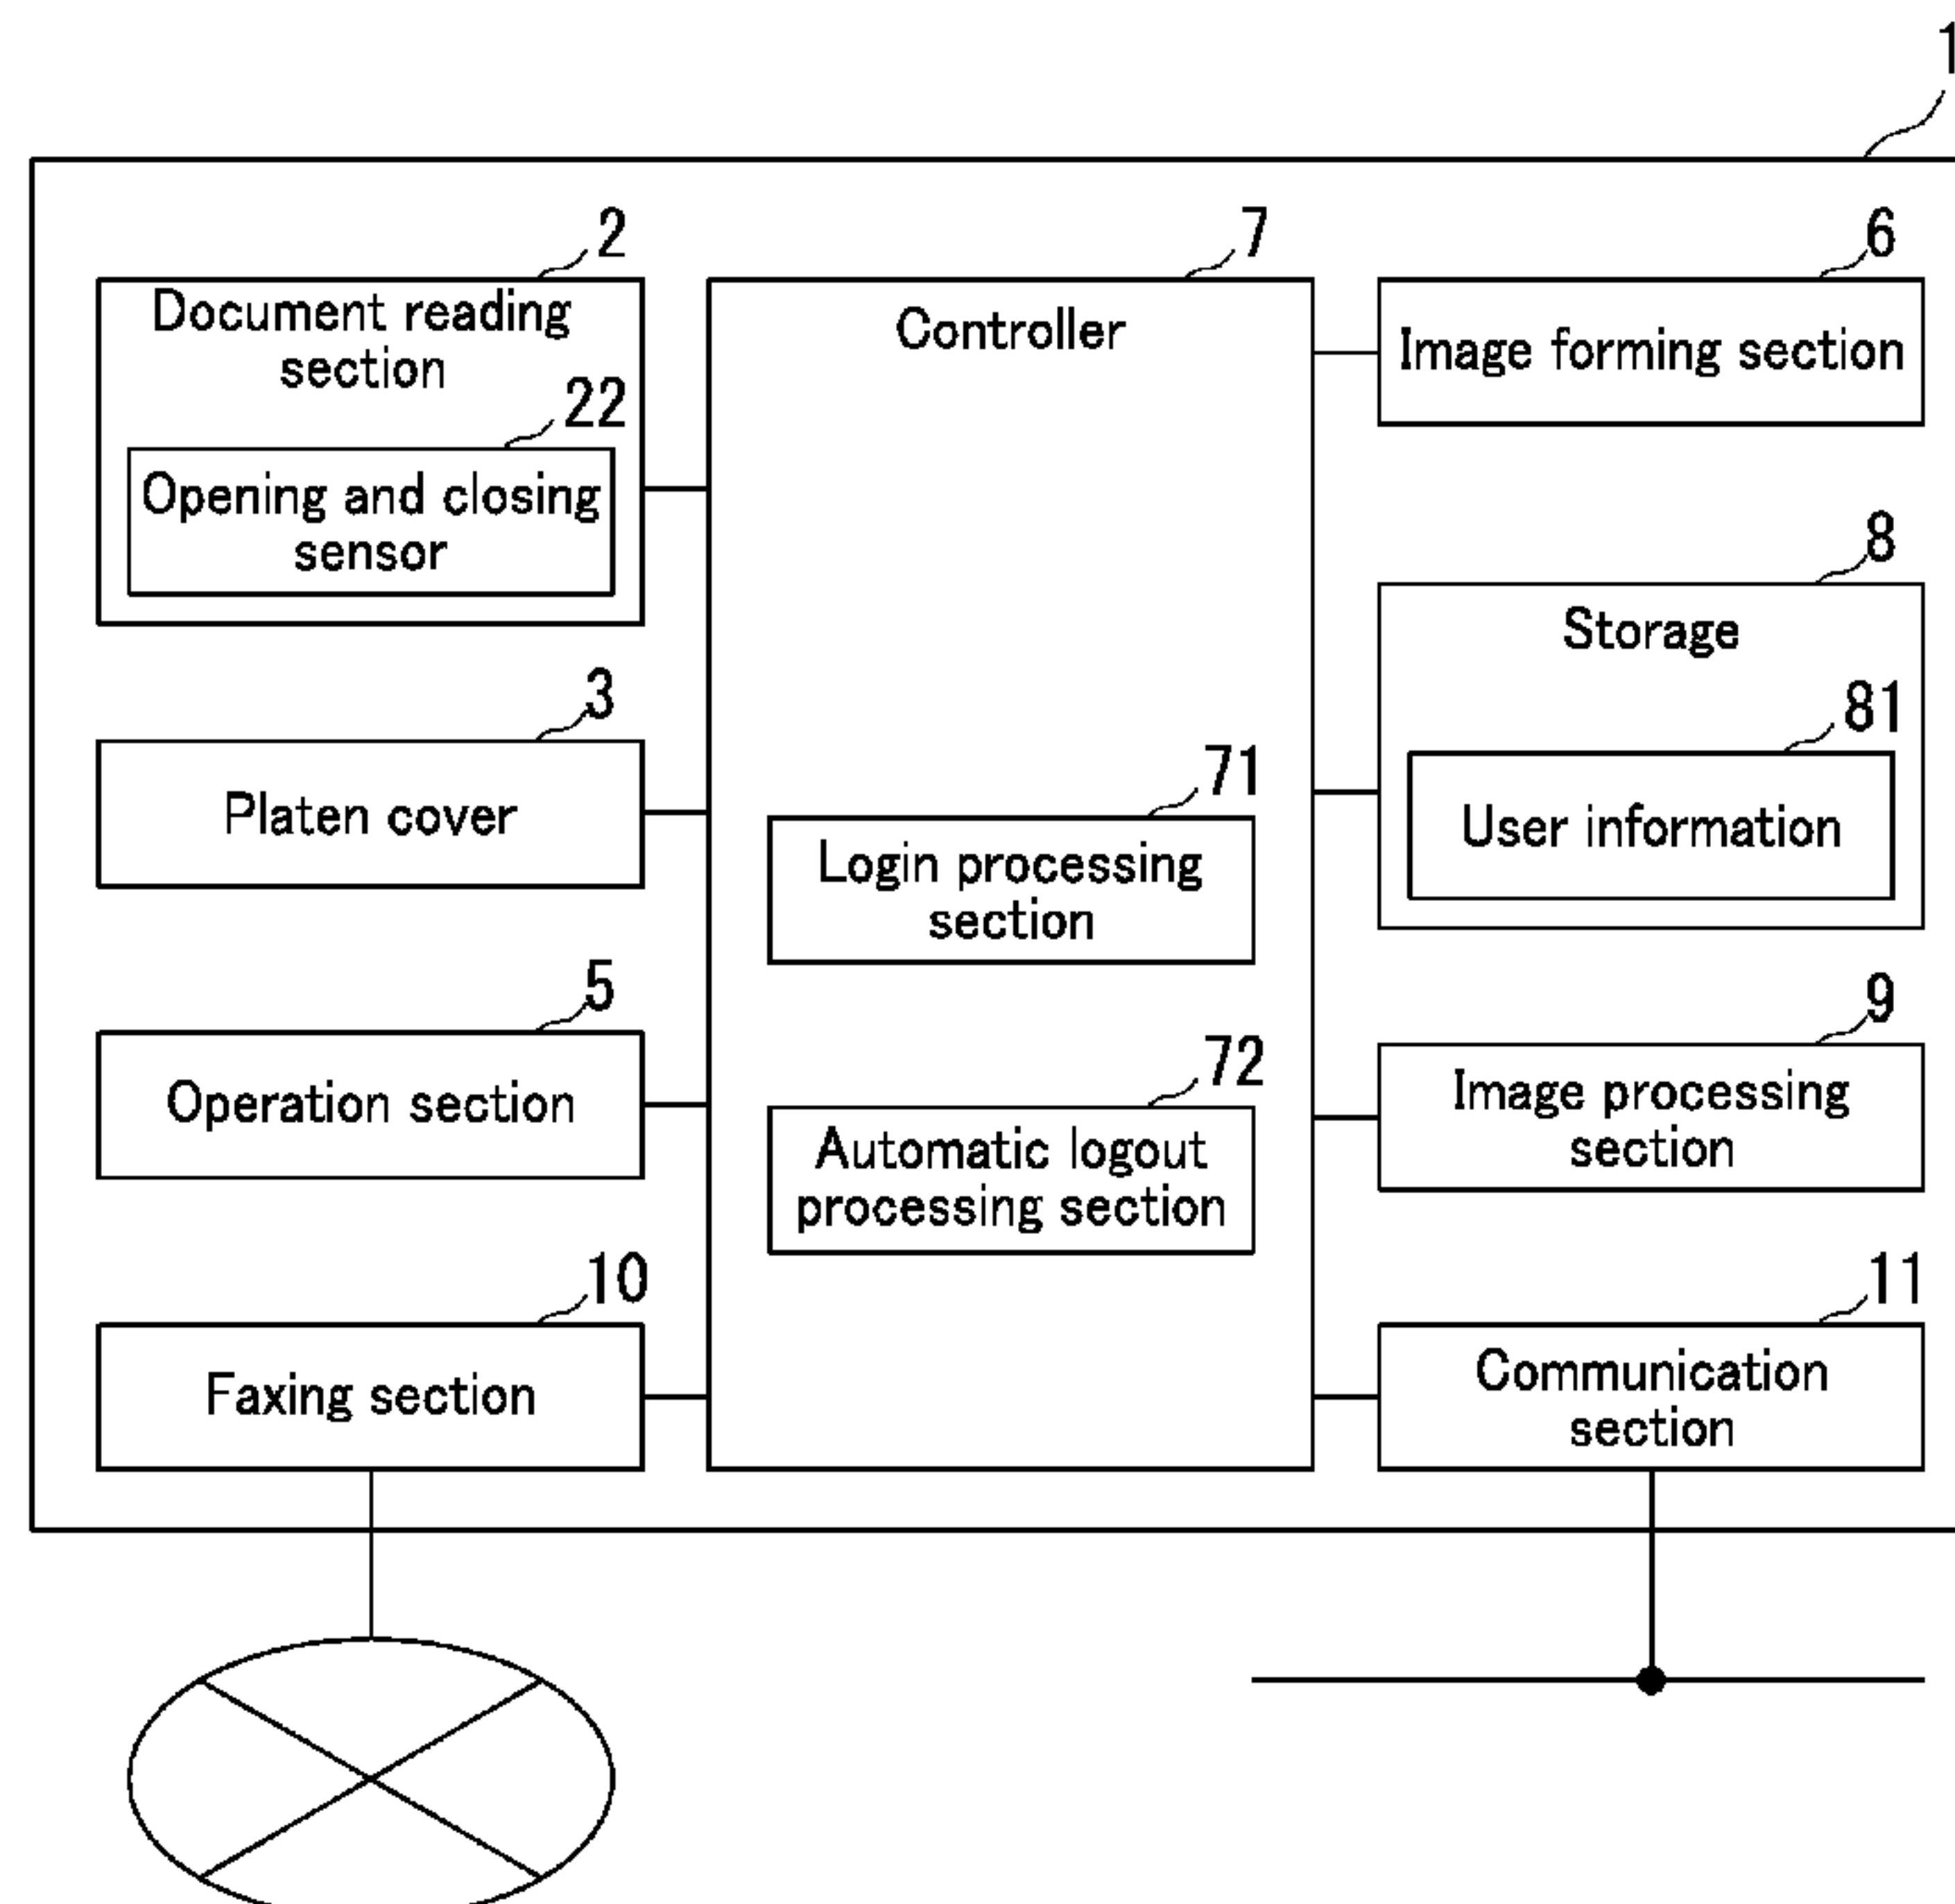 1
2
Document reading
section
22
Opening and closing
sensor
3
Platen cover
5
Operation section
10
Faxing section
7
Controller
71
Login processing
section
72
Automatic logout
processing section
6
Image forming section
8
Storage
81
User information
9
Image processing
section
11
Communication
section